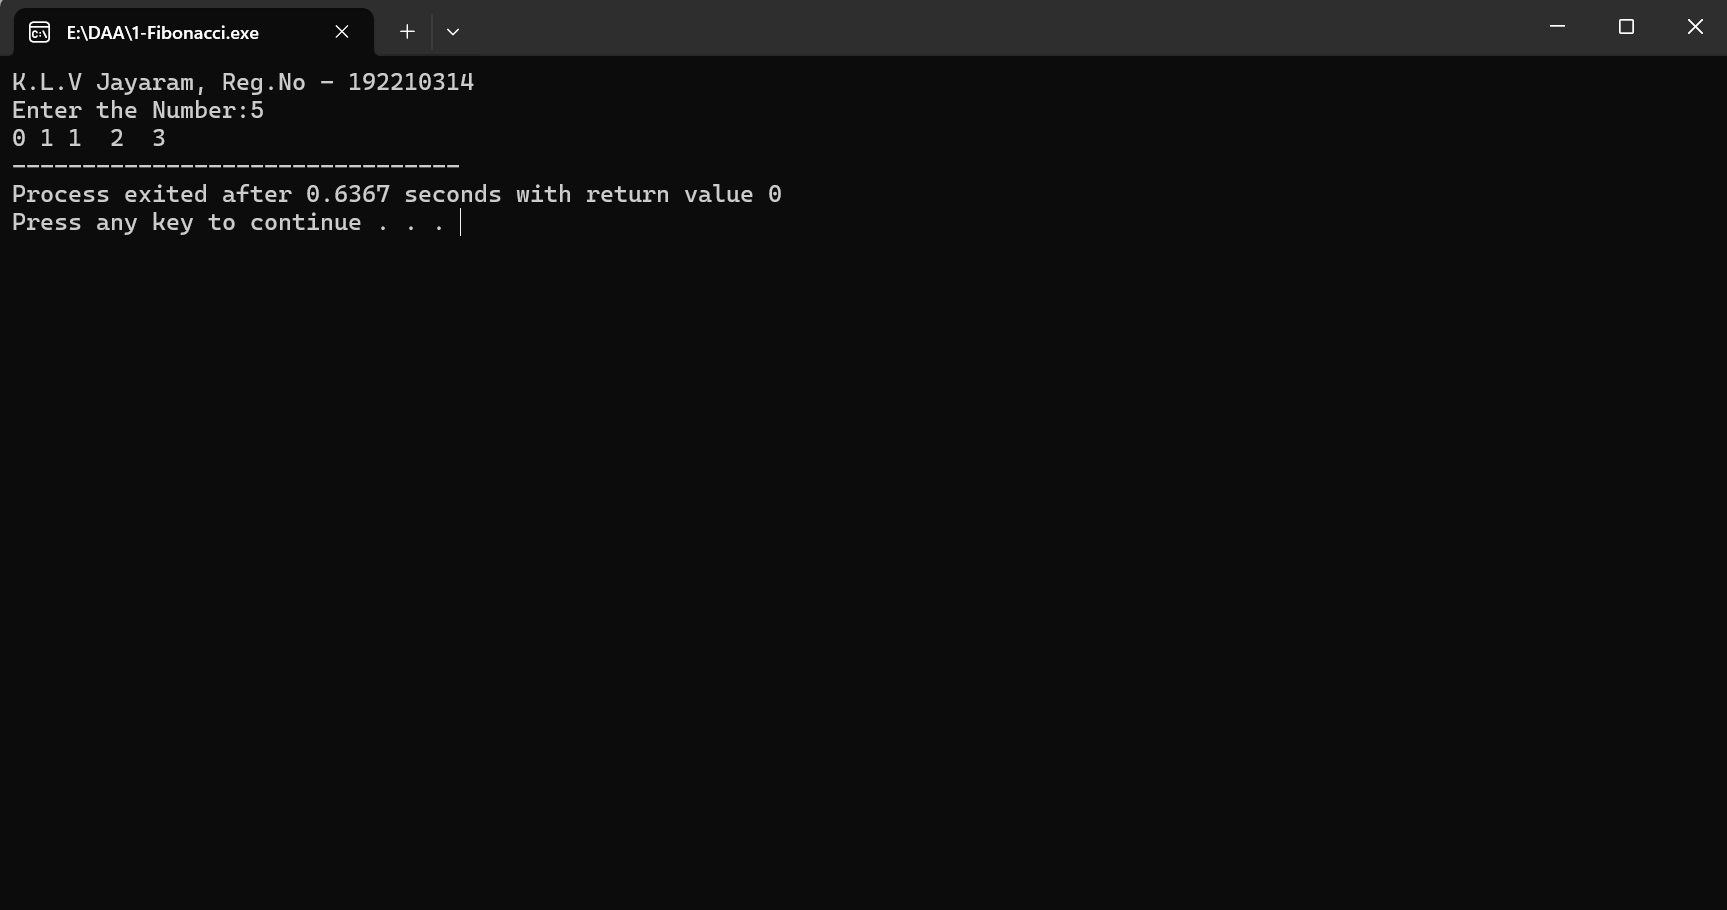 E:\DAA\1-Fibonacci.exe
K.L.V Jayaram, Reg.No - 192210314
Enter the Number:5
0 1 1  2  3
--------------------------------
Process exited after 0.6367 seconds with return value 0
Press any key to continue . . .